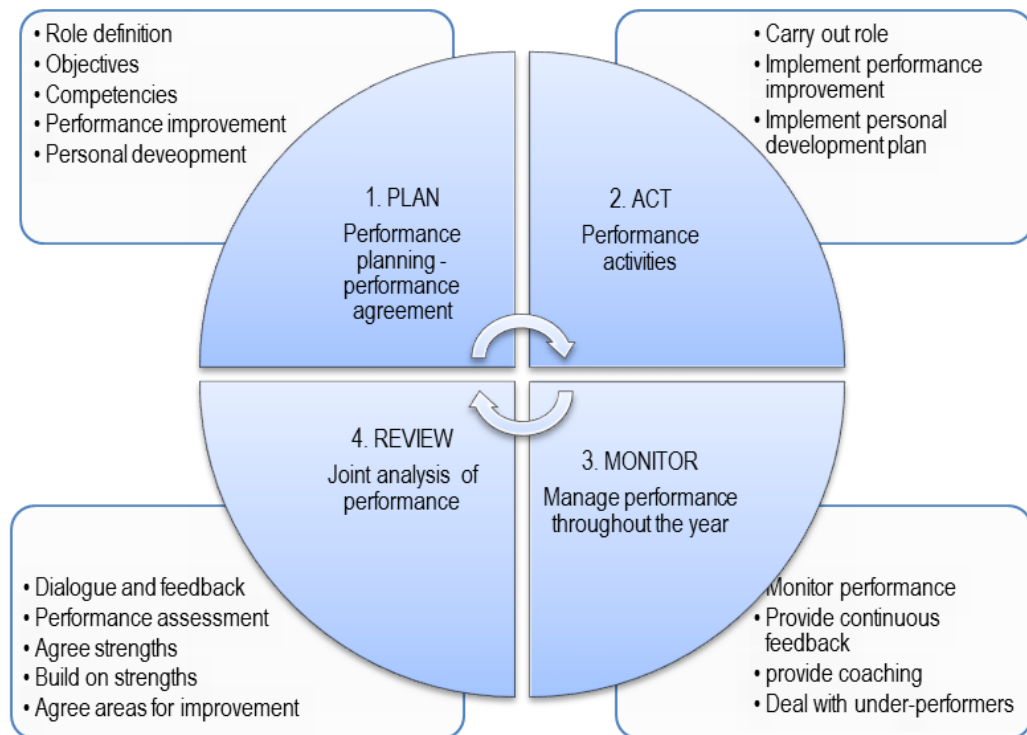 • Role definition
• Objectives
• Competencies
• Performance improvement
• Personal deveopment
• Carry out role
• Implement performance
improvement
• Implement personal
development plan
1. PLAN
Performance
planning -
performance
agreement
2. ACT
Performance
activities
4. REVIEW
Joint analysis of
performance
3. MONITOR
Manage performance
throughout the year
• Dialogue and feedback
• Performance assessment
• Agree strengths
• Build on strengths
• Agree areas for improvement
Monitor performance
• Provide continuous
feedback
• provide coaching
• Deal with under-performers